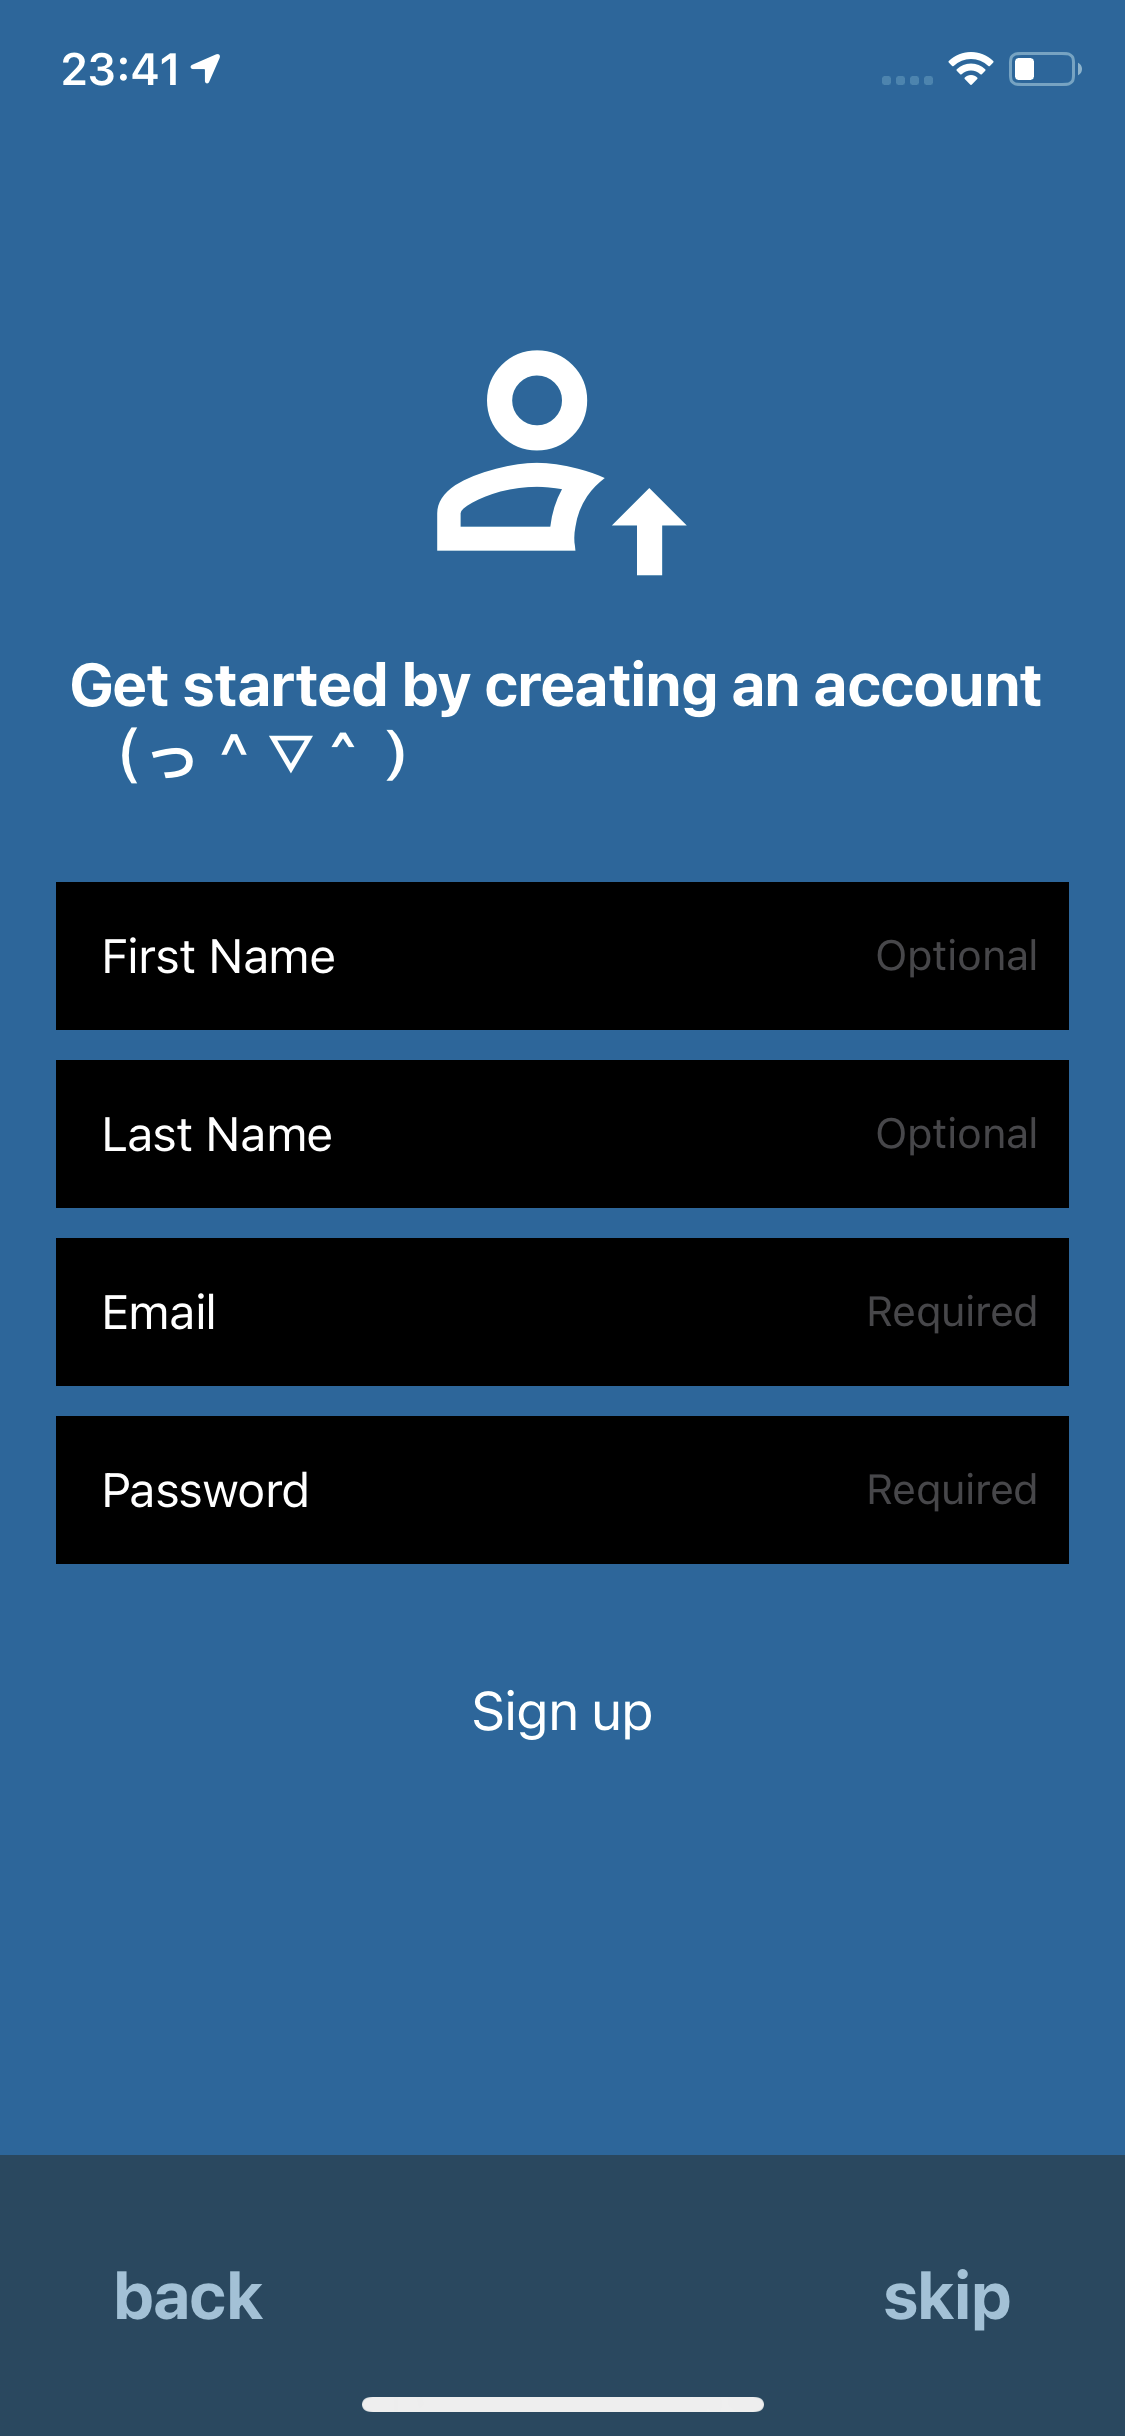 23:41
Get started by creating an account
(っ＾▽＾)
First Name Optional
Last Name Optional
Email Required
Password Required
Sign up
back skip